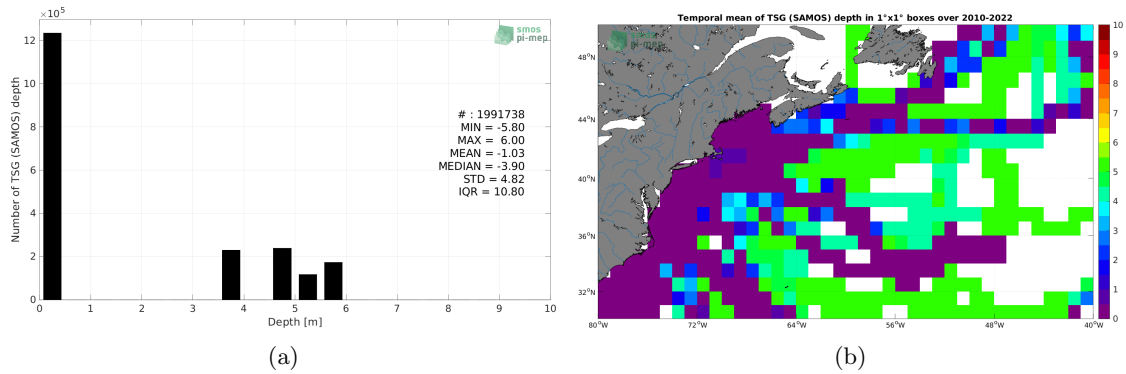 ×10⁵
12
10
8
6
4
2
0
Number of TSG (SAMOS) depth
smos
pi-mep
# : 1991738
MIN = -5.80
MAX = 6.00
MEAN = -1.03
MEDIAN = -3.90
STD = 4.82
IQR = 10.80
0 1 2 3 4 5 6 7 8 9 10
Depth [m]
(a)
Temporal mean of TSG (SAMOS) depth in 1°x1° boxes over 2010-2022
smos
pi-mep
48°N
44°N
40°N
36°N
32°N
80°W 72°W 64°W 56°W 48°W 40°W
10
9
8
7
6
5
4
3
2
1
0
(b)